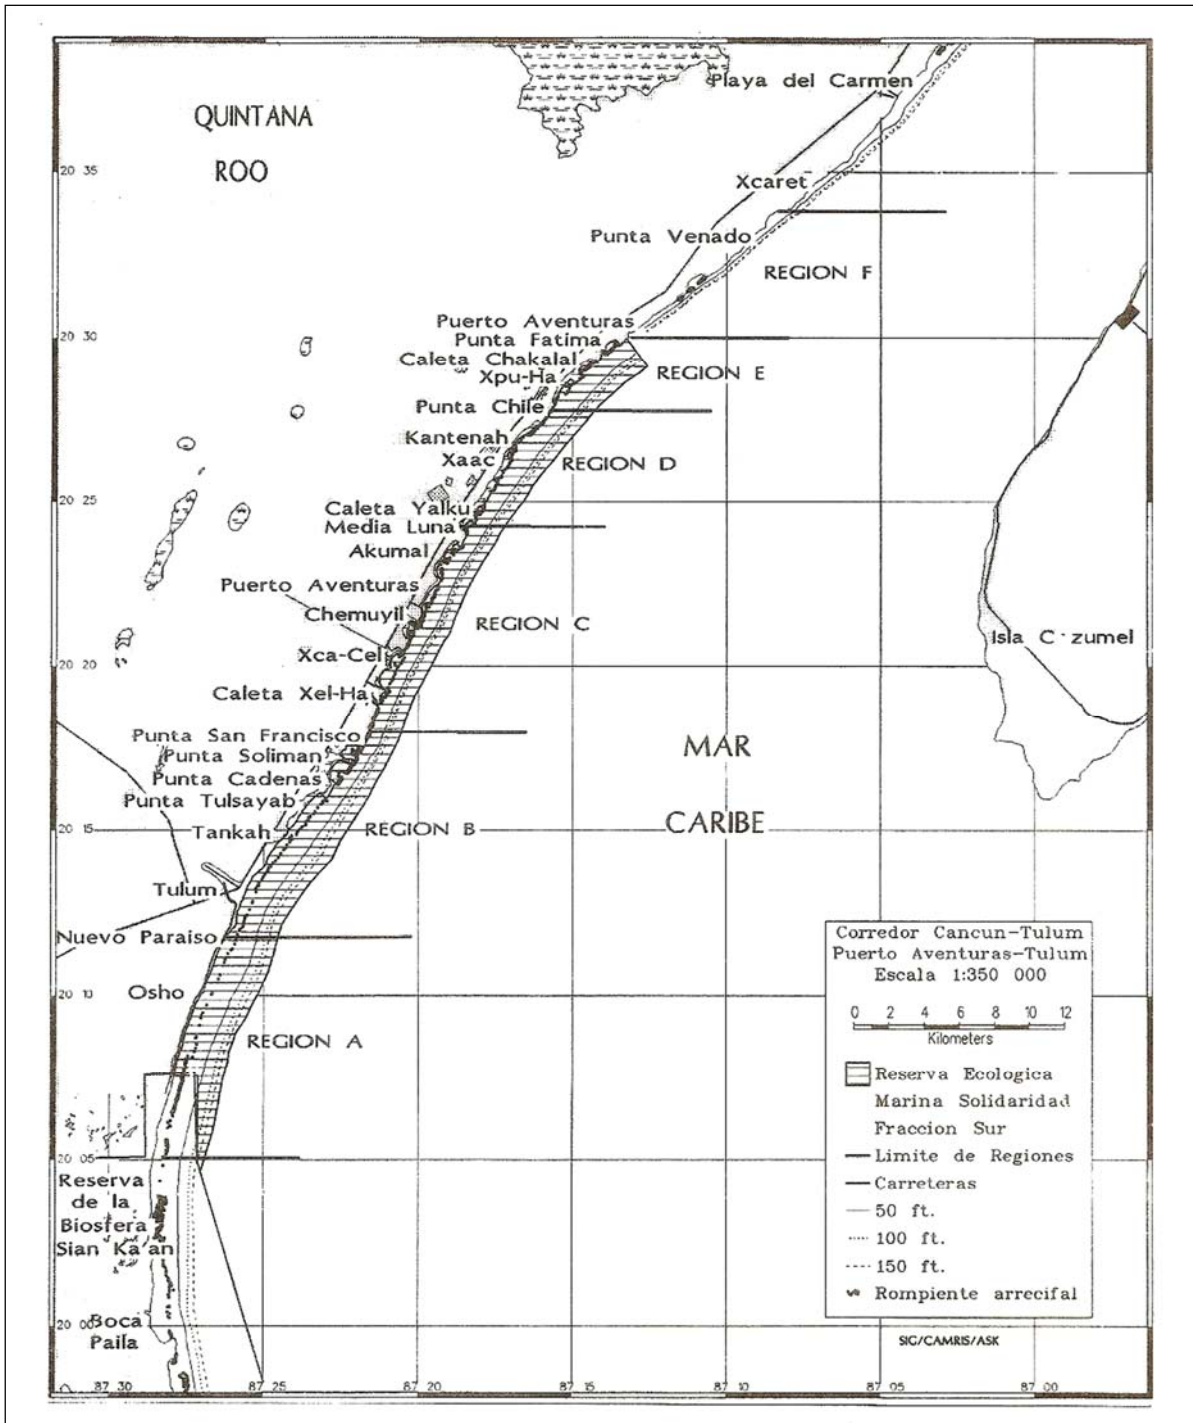 QUINTANA
ROO
Playa del Carmen
20 35
Xcaret
Punta Venado
REGION F
Puerto Aventuras
20 30
Punta Fatima
Caleta Chakalal
REGION E
Xpu-Ha
Punta Chile
Kantenah
Xaac
REGION D
20 25
Caleta Yalku
Media Luna
Akumal
Puerto Aventuras
Chemuyil
REGION C
Isla C zumel
Xca-Cel
20 20
Caleta Xel-Ha
Punta San Francisco
MAR
Punta Soliman
Punta Cadenas
Punta Tulsayab
CARIBE
20 15
Tankah
REGION B
Tulum
Nuevo Paraiso
20 10
Osho
REGION A
20 05
Reserva
de la
Biosfera
Sian Ka'an
20 00
Boca
Paila
Corredor Cancun-Tulum
Puerto Aventuras-Tulum
Escala 1:350 000
0 2 4 6 8 10 12
Kilometers
Reserva Ecologica
Marina Solidaridad
Fraccion Sur
Limite de Regiones
Carreteras
50 ft.
100 ft.
150 ft.
Rompiente arrecifal
SIG/CAMRIS/ASK
87 30 87 25 87 20 87 15 87 10 87 05 87 00